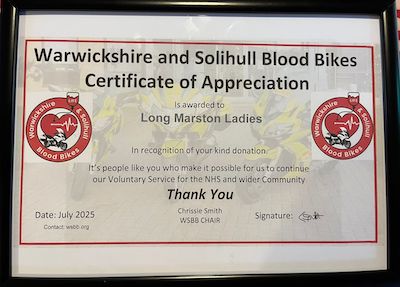 Warwickshire and Solihull Blood Bikes
Certificate of Appreciation
Is awarded to
Long Marston Ladies
Warwickshire & Solihull
Blood Bikes
Warwickshire & Solihull
Blood Bikes
In recognition of your kind donation.
It's people like you who make it possible for us to continue
our Voluntary Service for the NHS and wider Community
Thank You
Date: July 2025
Chrissie Smith
Signature:
WSBB CHAIR
Contact: wsbb.org